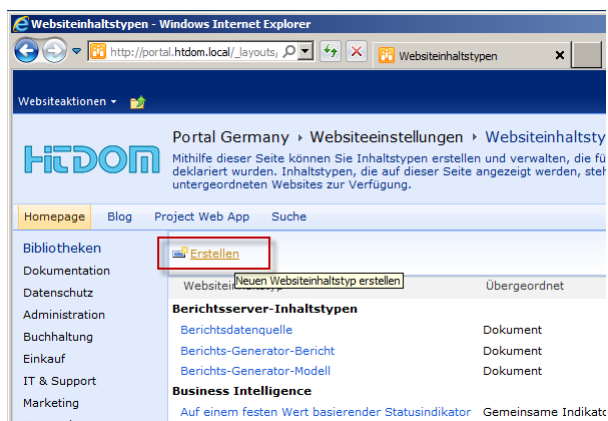 Websiteinhaltstypen - Windows Internet Explorer
http://portal.htdom.local/_layouts/
Websiteinhaltstypen
Websiteaktionen
HITDOM
Portal Germany › Websiteeinstellungen › Websiteinhaltsty
Mithilfe dieser Seite können Sie Inhaltstypen erstellen und verwalten, die fü
deklariert wurden. Inhaltstypen, die auf dieser Seite angezeigt werden, steh
untergeordneten Websites zur Verfügung.
Homepage Blog Project Web App Suche
Bibliotheken
Dokumentation
Datenschutz
Administration
Buchhaltung
Einkauf
IT & Support
Marketing
Erstellen
Neuen Websiteinhaltstyp erstellen
Übergeordnet
Berichtsserver-Inhaltstypen
Berichtsdatenquelle Dokument
Berichts-Generator-Bericht Dokument
Berichts-Generator-Modell Dokument
Business Intelligence
Auf einem festen Wert basierender Statusindikator Gemeinsame Indikato